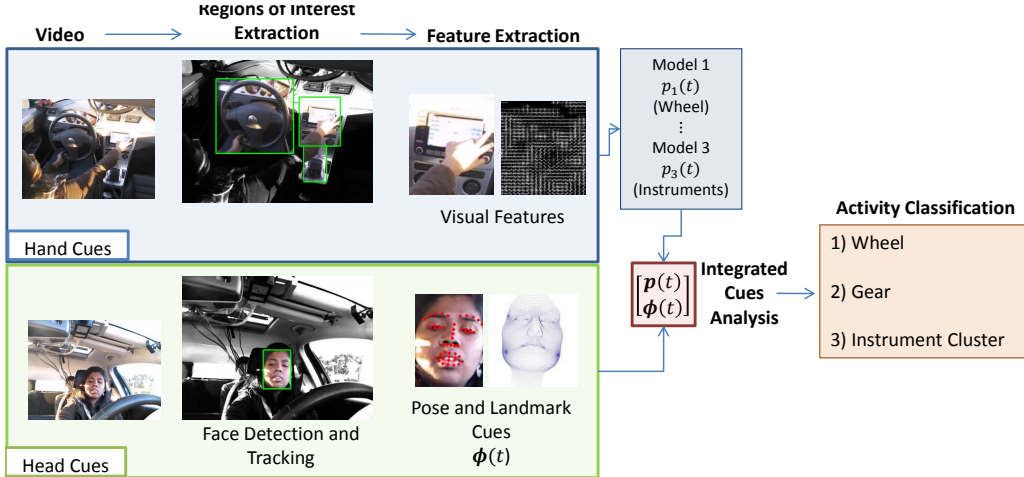 Regions of Interest
Video
Extraction
Feature Extraction
Model 1
p₁(t)
(Wheel)
⋮
Model 3
p₃(t)
(Instruments)
Visual Features
Hand Cues
Activity Classification
1) Wheel
2) Gear
3) Instrument Cluster
[p(t)
ϕ(t)]
Integrated
Cues
Analysis
Face Detection and
Tracking
Pose and Landmark
Cues
ϕ(t)
Head Cues